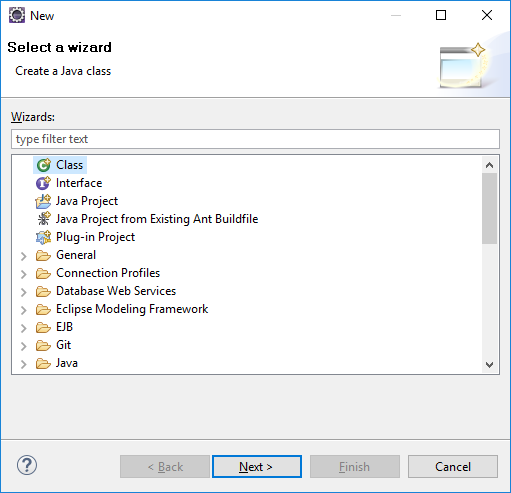 New
Select a wizard
Create a Java class
Wizards:
type filter text
Class
Interface
Java Project
Java Project from Existing Ant Buildfile
Plug-in Project
General
Connection Profiles
Database Web Services
Eclipse Modeling Framework
EJB
Git
Java
? < Back Next > Finish Cancel